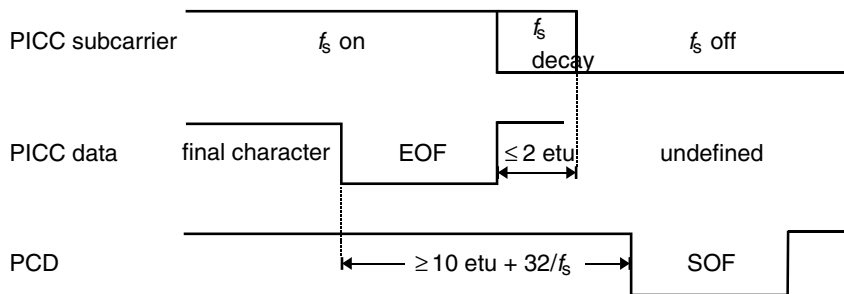 PICC subcarrier fs on fs decay fs off
PICC data final character EOF ≤ 2 etu undefined
PCD ≥ 10 etu + 32/fs SOF